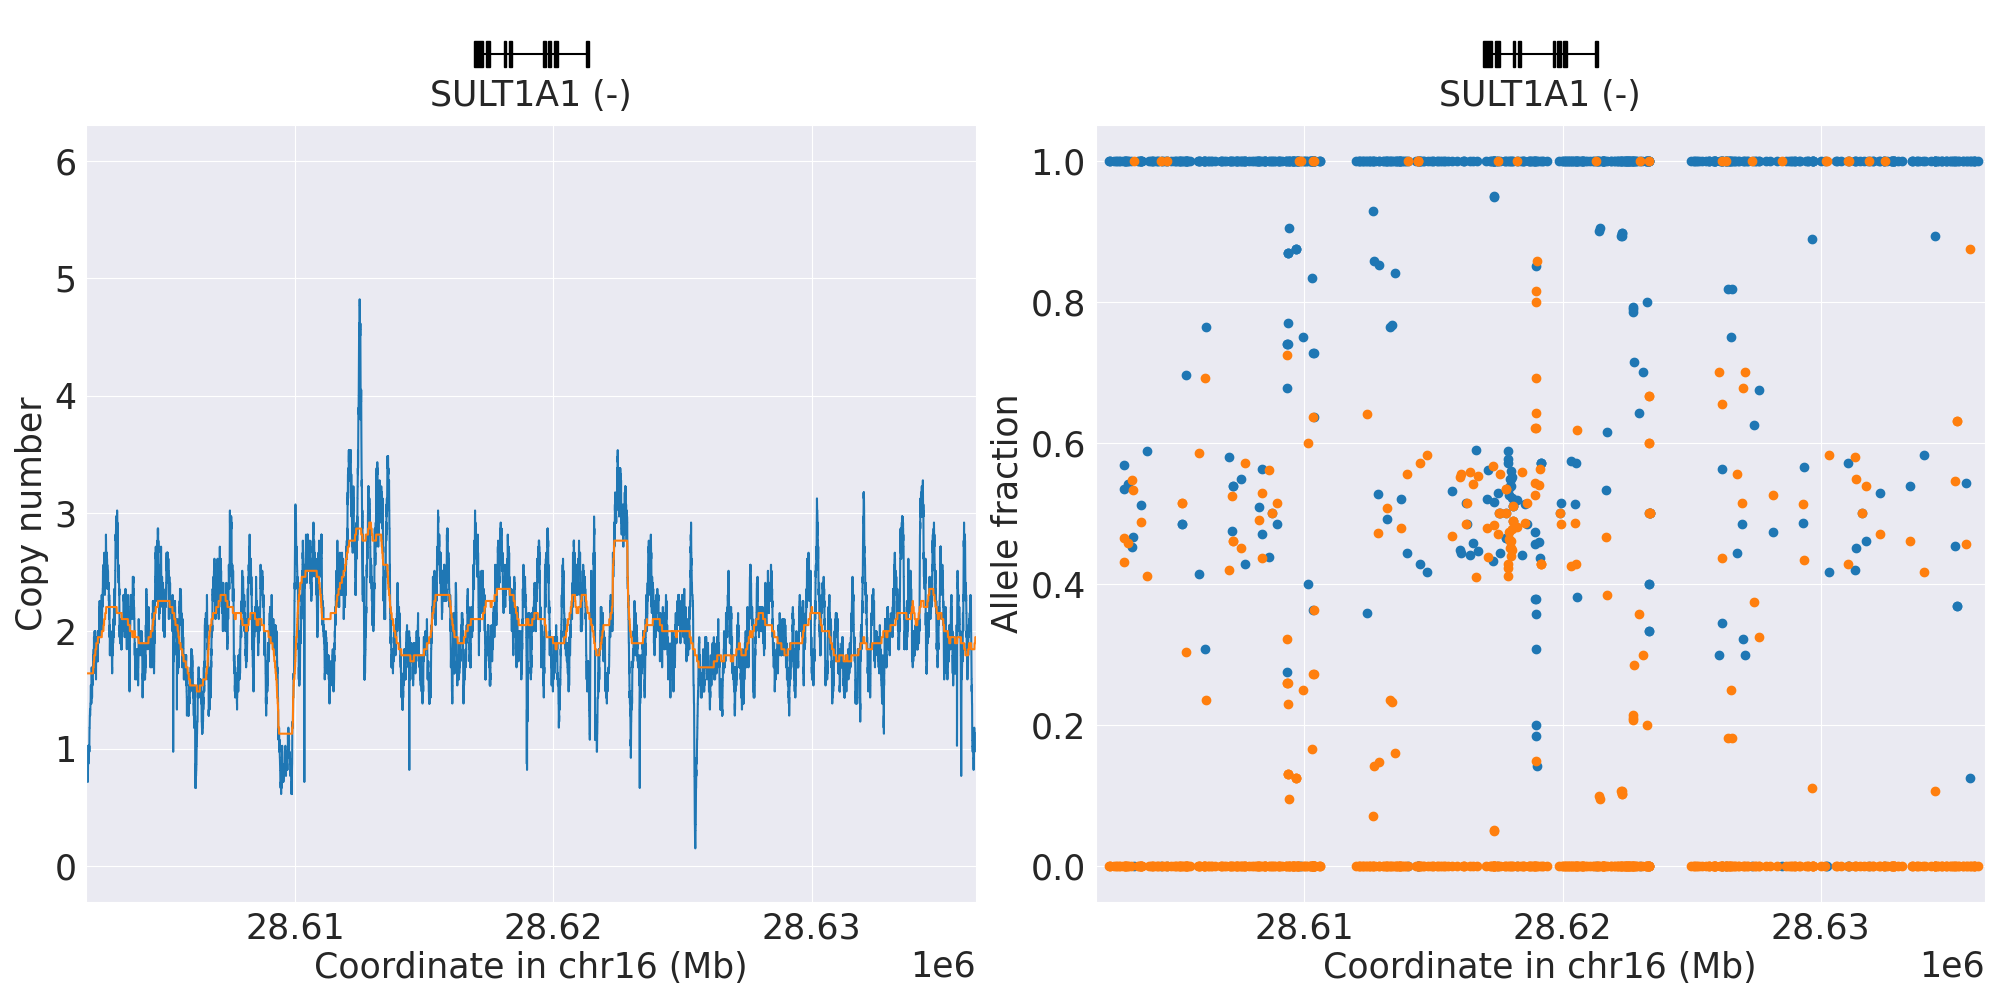 SULT1A1 (-)
6
5
4
3
2
1
0
Copy number
28.61
28.62
28.63
Coordinate in chr16 (Mb)
1e6
SULT1A1 (-)
1.0
0.8
0.6
0.4
0.2
0.0
Allele fraction
28.61
28.62
28.63
Coordinate in chr16 (Mb)
1e6